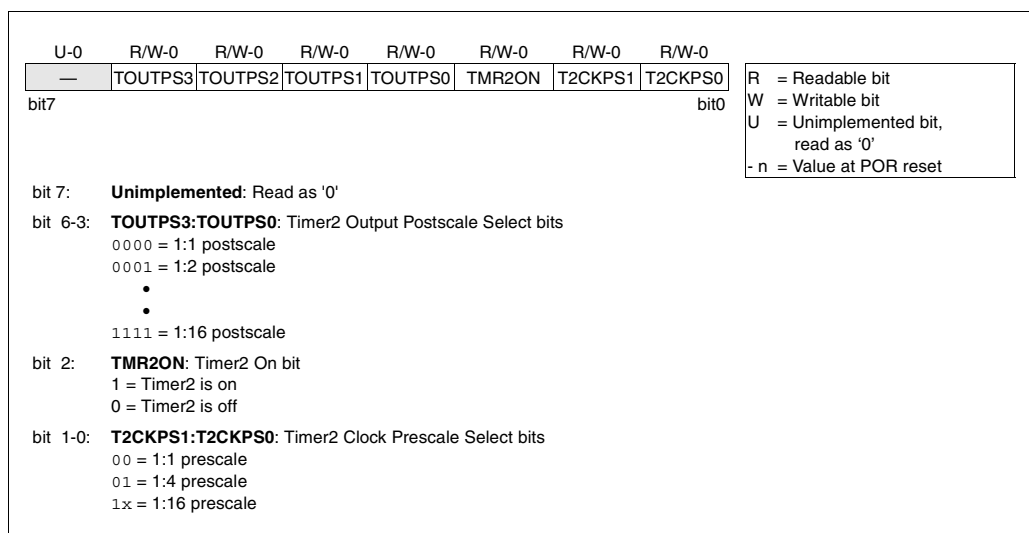 U-0 R/W-0 R/W-0 R/W-0 R/W-0 R/W-0 R/W-0 R/W-0
— TOUTPS3 TOUTPS2 TOUTPS1 TOUTPS0 TMR2ON T2CKPS1 T2CKPS0
bit7 bit0
R = Readable bit
W = Writable bit
U = Unimplemented bit,
read as ‘0’
- n = Value at POR reset
bit 7: Unimplemented: Read as '0'
bit 6-3: TOUTPS3:TOUTPS0: Timer2 Output Postscale Select bits
0000 = 1:1 postscale
0001 = 1:2 postscale
•
•
1111 = 1:16 postscale
bit 2: TMR2ON: Timer2 On bit
1 = Timer2 is on
0 = Timer2 is off
bit 1-0: T2CKPS1:T2CKPS0: Timer2 Clock Prescale Select bits
00 = 1:1 prescale
01 = 1:4 prescale
1x = 1:16 prescale